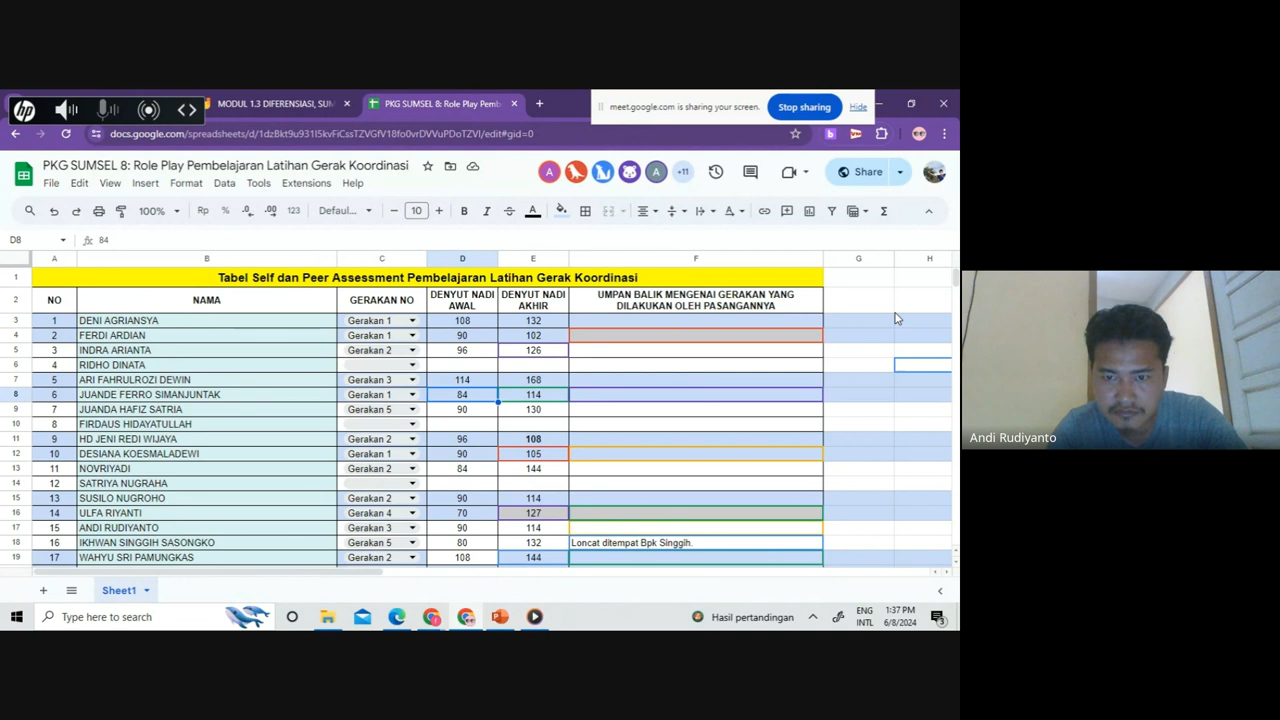 MODUL 1.3 DIFERENSIASI, SUM
PKG SUMSEL 8: Role Play Pemb
meet.google.com is sharing your screen.
Stop sharing
Hide
PKG SUMSEL 8: Role Play Pembelajaran Latihan Gerak Koordinasi
File Edit View Insert Format Data Tools Extensions Help
+11
Share
100% Rp % .0 .00 123 Defaul... 10
D8 84
A B C D E F G H
1 Tabel Self dan Peer Assessment Pembelajaran Latihan Gerak Koordinasi
2 NO NAMA GERAKAN NO DENYUT NADI AWAL DENYUT NADI AKHIR UMPAN BALIK MENGENAI GERAKAN YANG DILAKUKAN OLEH PASANGANNYA
3 1 DENI AGRIANSYA Gerakan 1 108 132
4 2 FERDI ARDIAN Gerakan 1 90 102
5 3 INDRA ARIANTA Gerakan 2 96 126
6 4 RIDHO DINATA
7 5 ARI FAHRULROZI DEWIN Gerakan 3 114 168
8 6 JUANDE FERRO SIMANJUNTAK Gerakan 1 84 114
9 7 JUANDA HAFIZ SATRIA Gerakan 5 90 130
10 8 FIRDAUS HIDAYATULLAH
11 9 HD JENI REDI WIJAYA Gerakan 2 96 108
12 10 DESIANA KOESMALADEWI Gerakan 1 90 105
13 11 NOVRIYADI Gerakan 2 84 144
14 12 SATRIYA NUGRAHA
15 13 SUSILO NUGROHO Gerakan 2 90 114
16 14 ULFA RIYANTI Gerakan 4 70 127
17 15 ANDI RUDIYANTO Gerakan 3 90 114
18 16 IKHWAN SINGGIH SASONGKO Gerakan 5 80 132 Loncat ditempat Bpk Singgih.
19 17 WAHYU SRI PAMUNGKAS Gerakan 2 108 144
Sheet1
Type here to search
Hasil pertandingan
ENG
INTL
1:37 PM
6/8/2024
3
Andi Rudiyanto